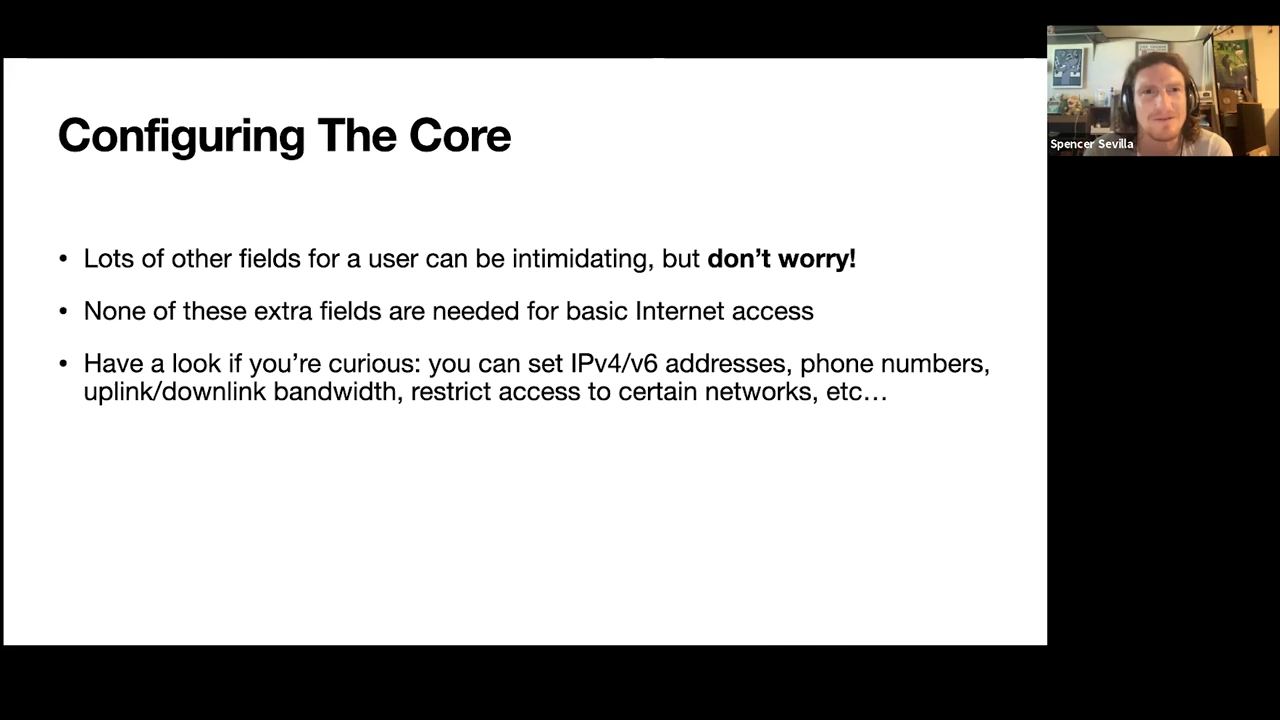 Configuring The Core
• Lots of other fields for a user can be intimidating, but don’t worry!
• None of these extra fields are needed for basic Internet access
• Have a look if you’re curious: you can set IPv4/v6 addresses, phone numbers,
uplink/downlink bandwidth, restrict access to certain networks, etc…
Spencer Sevilla